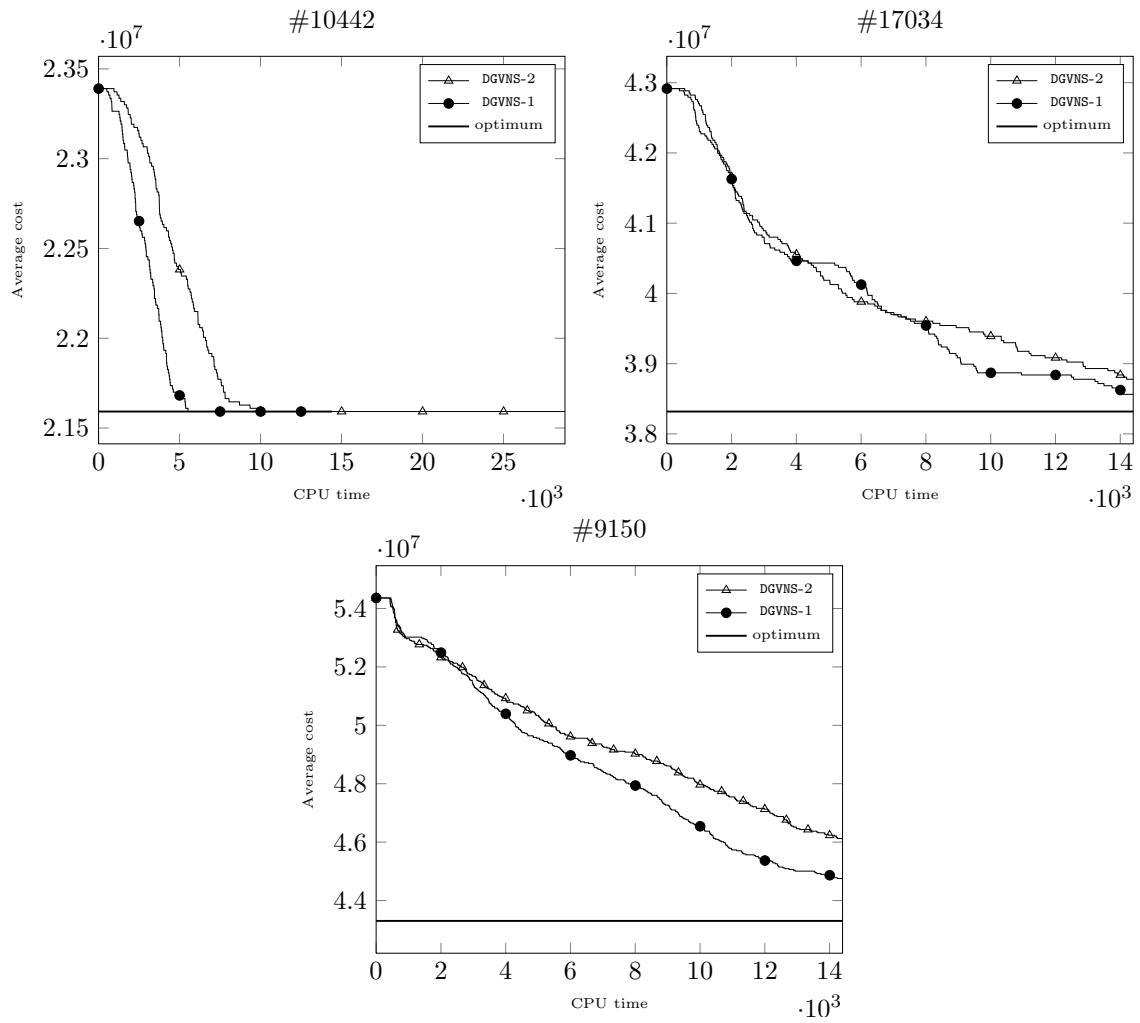 #10442
·10^7
2.35
2.3
2.25
2.2
2.15
Average cost
DGVNS-2
DGVNS-1
optimum
0 5 10 15 20 25
CPU time
·10^3
#17034
·10^7
4.3
4.2
4.1
4
3.9
3.8
Average cost
DGVNS-2
DGVNS-1
optimum
0 2 4 6 8 10 12 14
CPU time
·10^3
#9150
·10^7
5.4
5.2
5
4.8
4.6
4.4
Average cost
DGVNS-2
DGVNS-1
optimum
0 2 4 6 8 10 12 14
CPU time
·10^3